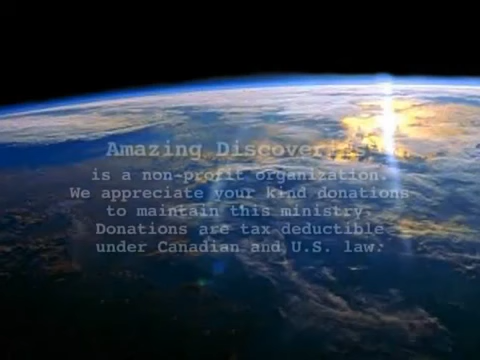 Amazing Discoveries
is a non-profit organization.
We appreciate your kind donations
to maintain this ministry.
Donations are tax deductible
under Canadian and U.S. law.